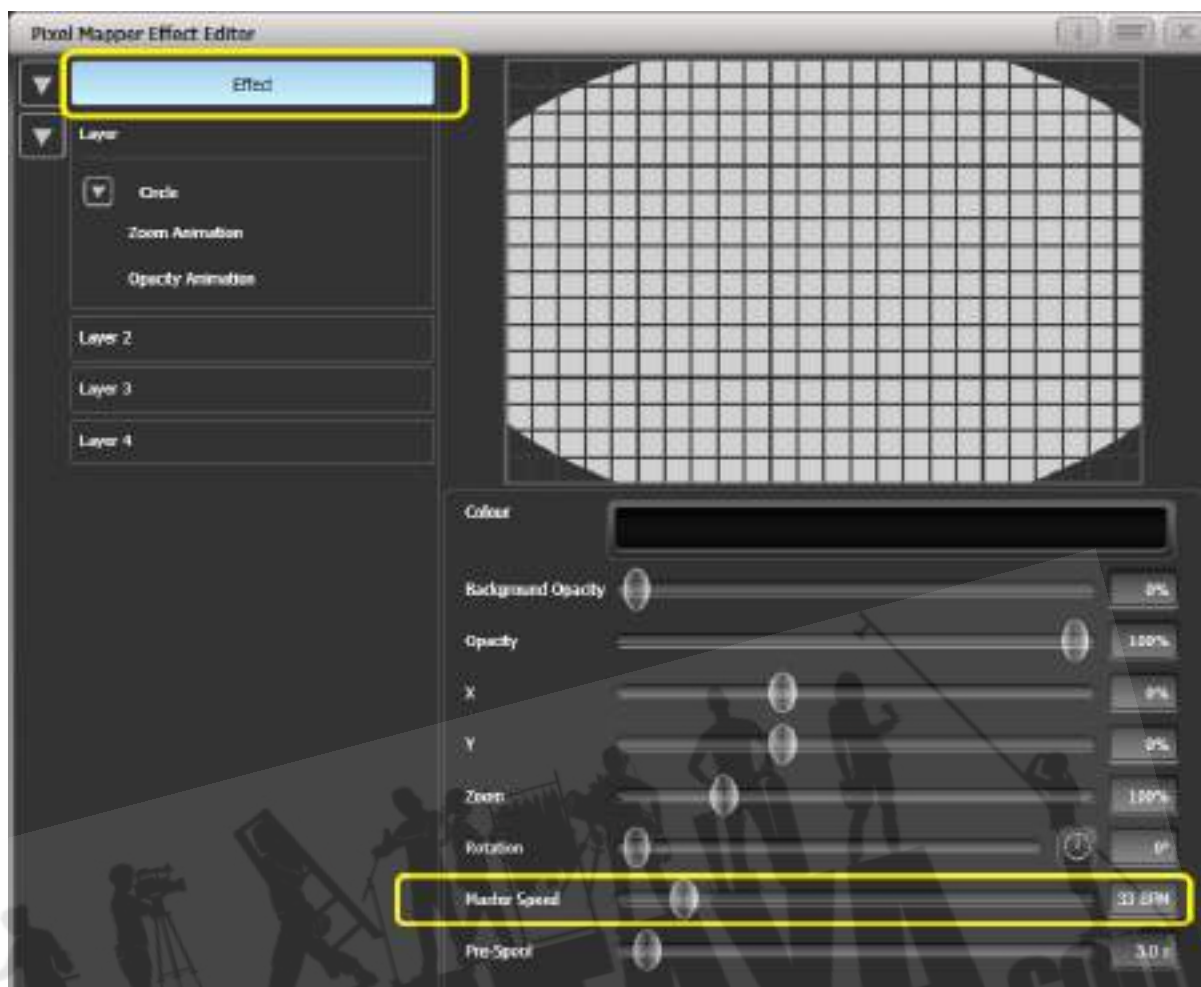 Pixel Mapper Effect Editor
Effect
Layer
Circle
Zoom Animation
Opacity Animation
Layer 2
Layer 3
Layer 4
Colour
Background Opacity 0%
Opacity 100%
X 0%
Y 0%
Zoom 100%
Rotation 0°
Master Speed 33 BPM
Pre-Spool 3.0 s